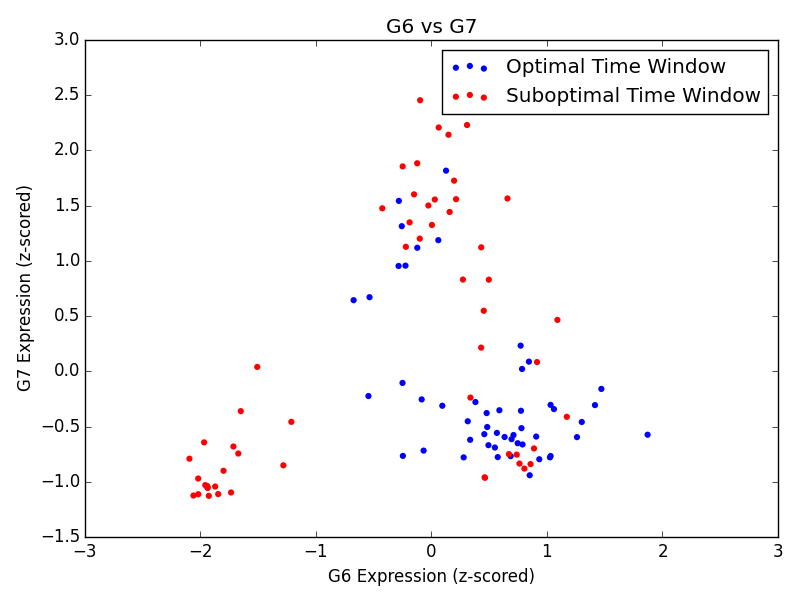 G6 vs G7
Optimal Time Window
Suboptimal Time Window
3.0
2.5
2.0
1.5
1.0
0.5
0.0
−0.5
−1.0
−1.5
G7 Expression (z-scored)
−3 −2 −1 0 1 2 3
G6 Expression (z-scored)